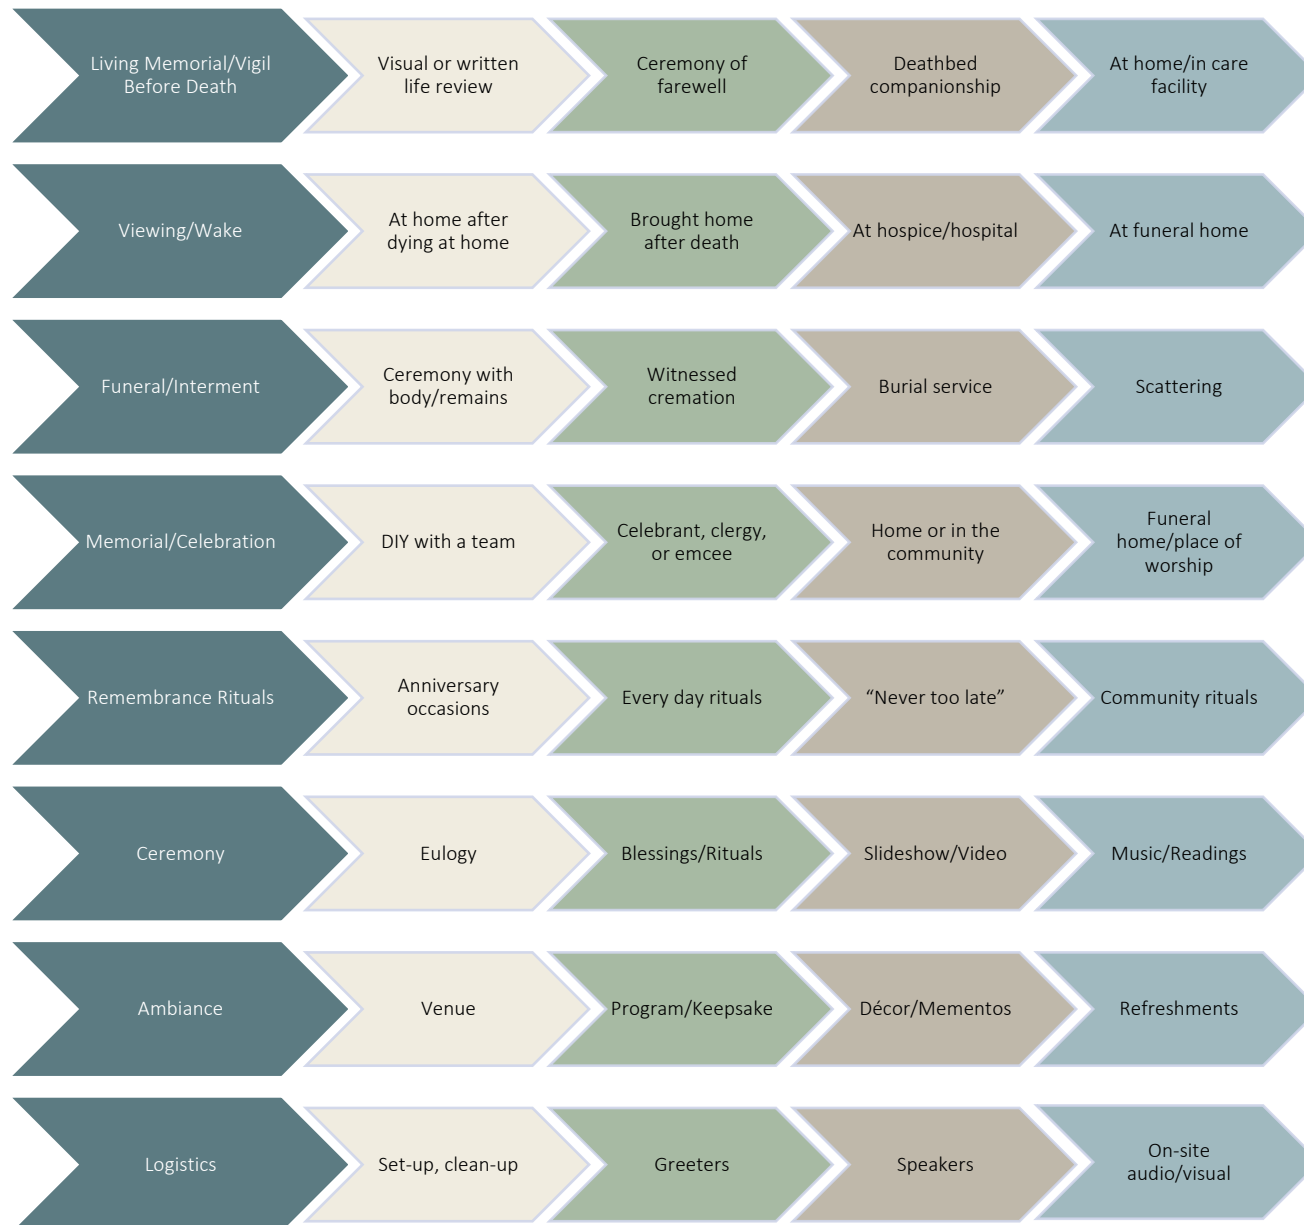 Living Memorial/Vigil
Before Death
Visual or written
life review
Ceremony of
farewell
Deathbed
companionship
At home/in care
facility
Viewing/Wake
At home after
dying at home
Brought home
after death
At hospice/hospital
At funeral home
Funeral/Interment
Ceremony with
body/remains
Witnessed
cremation
Burial service
Scattering
Memorial/Celebration
DIY with a team
Celebrant, clergy,
or emcee
Home or in the
community
Funeral
home/place of
worship
Remembrance Rituals
Anniversary
occasions
Every day rituals
“Never too late”
Community rituals
Ceremony
Eulogy
Blessings/Rituals
Slideshow/Video
Music/Readings
Ambiance
Venue
Program/Keepsake
Décor/Mementos
Refreshments
Logistics
Set-up, clean-up
Greeters
Speakers
On-site
audio/visual